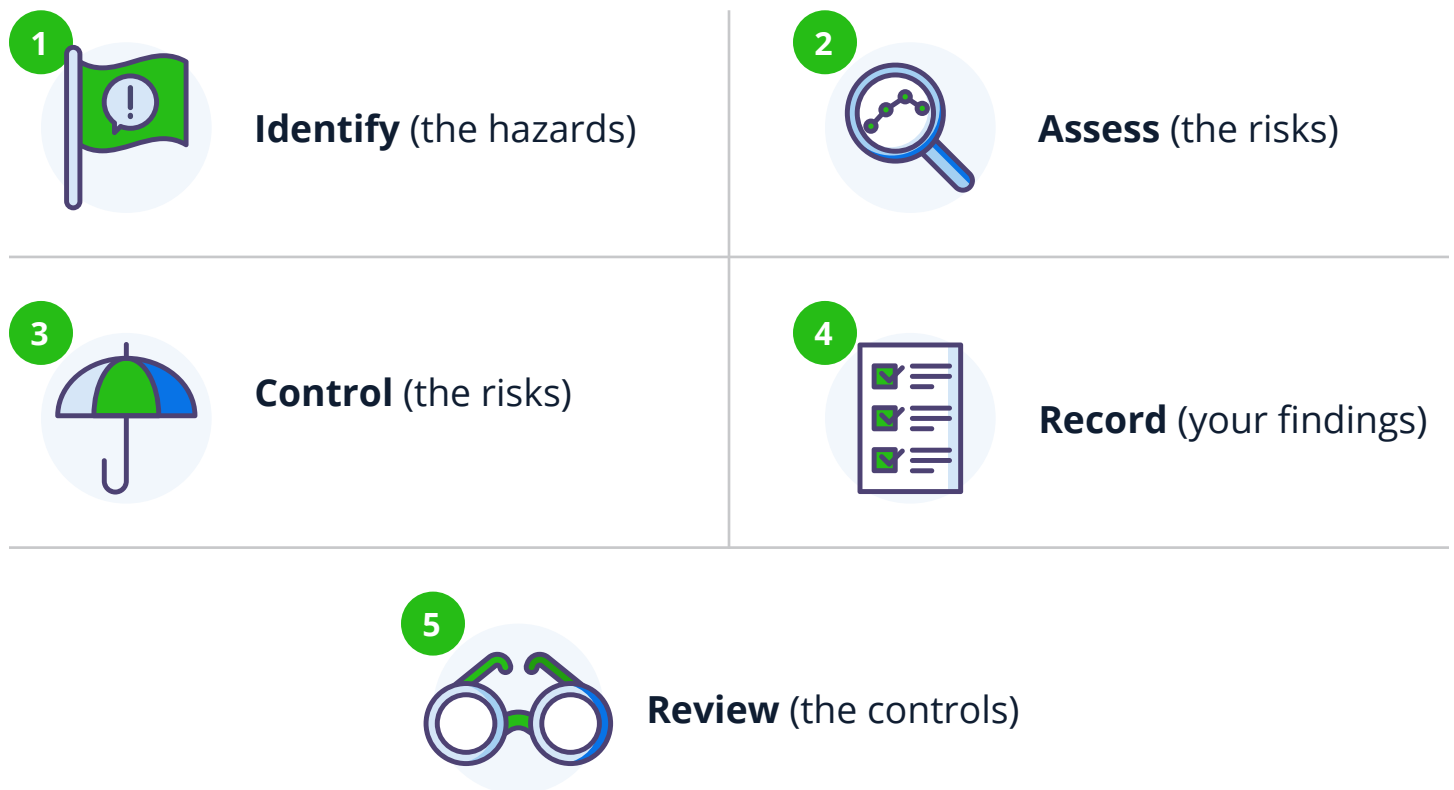 1
Identify (the hazards)
2
Assess (the risks)
3
Control (the risks)
4
Record (your findings)
5
Review (the controls)